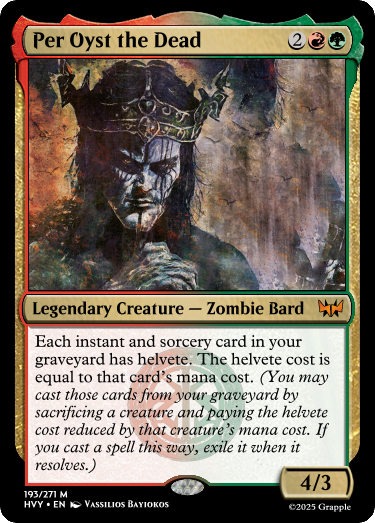 Per Oyst the Dead 2
Legendary Creature — Zombie Bard
Each instant and sorcery card in your
graveyard has helvete. The helvete cost is
equal to that card's mana cost. (You may
cast those cards from your graveyard by
sacrificing a creature and paying the helvete
cost reduced by that creature's mana cost. If
you cast a spell this way, exile it when it
resolves.)
4/3
193/271 M
HVY • EN Vassilios Bayiokos
©2025 Grapple